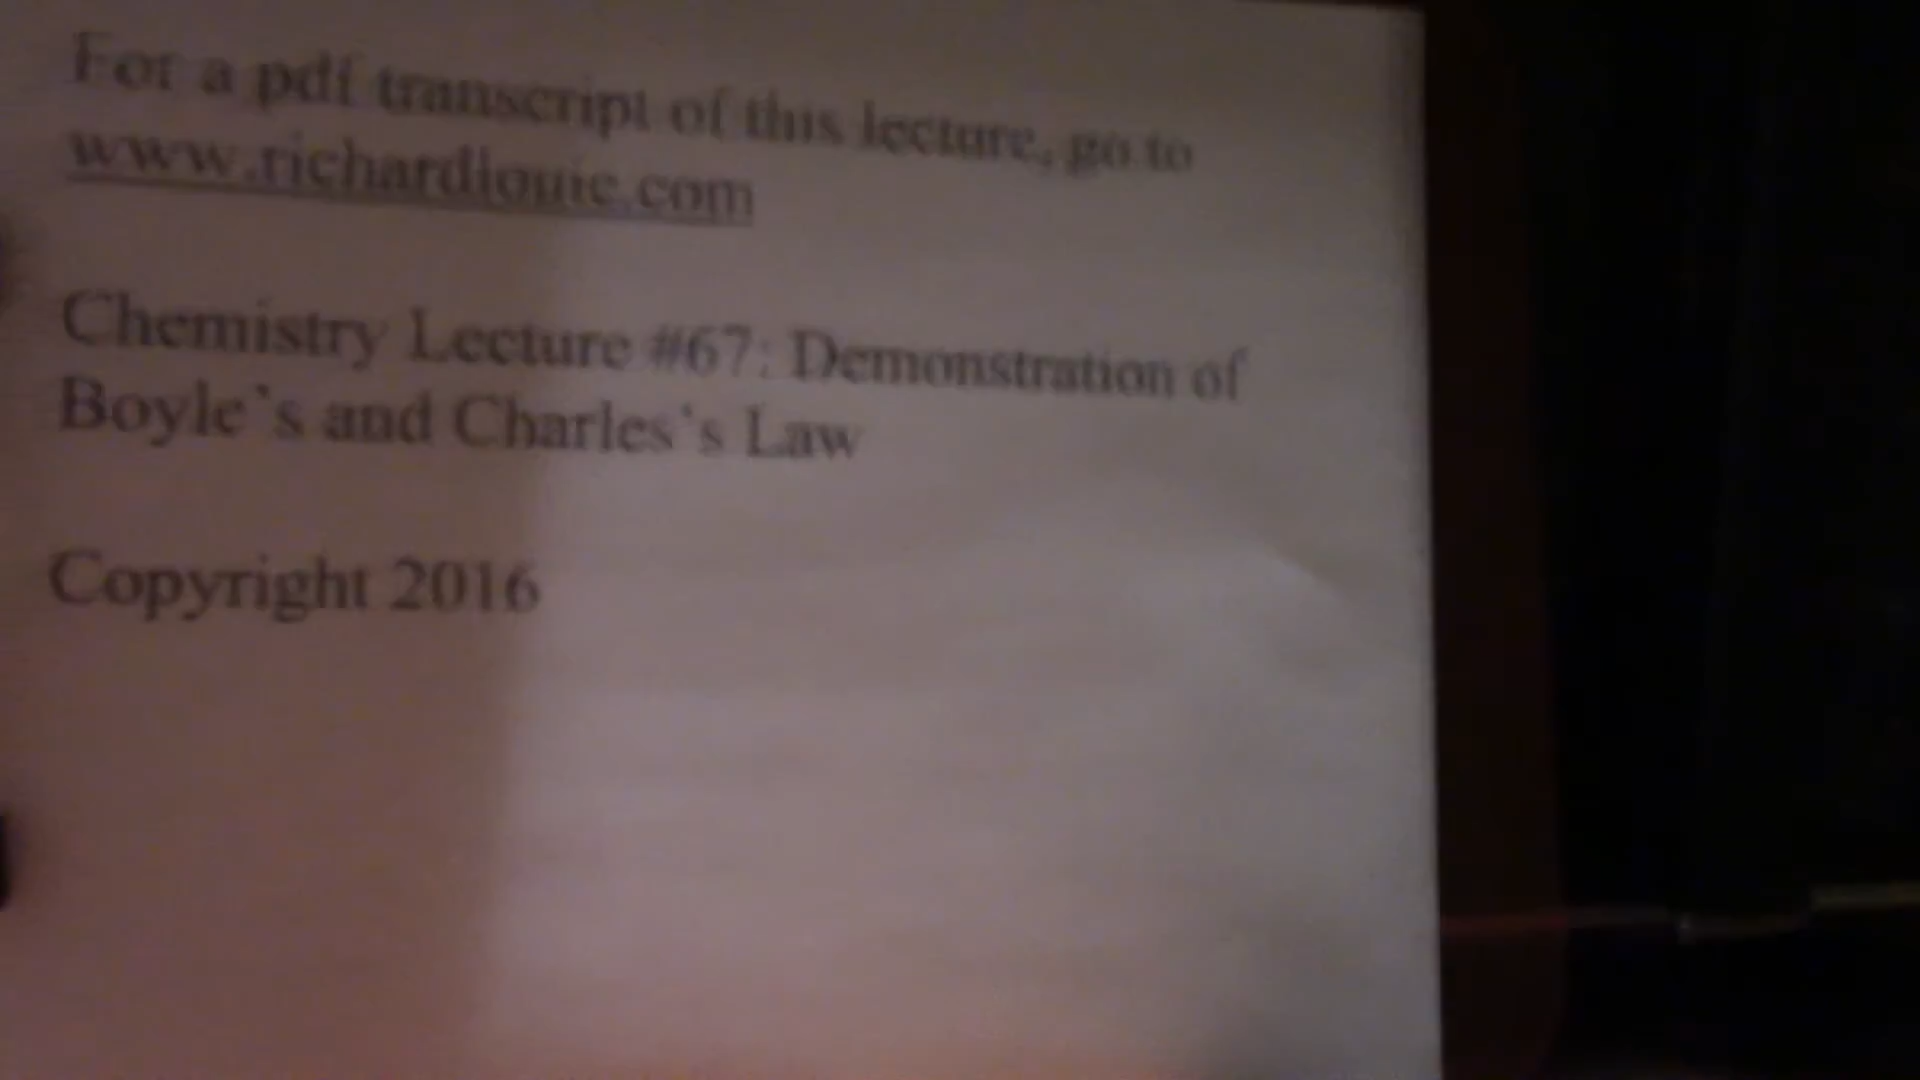 For a pdf transcript of this lecture, go to
www.richardlouie.com
Chemistry Lecture #67: Demonstration of
Boyle's and Charles's Law
Copyright 2016